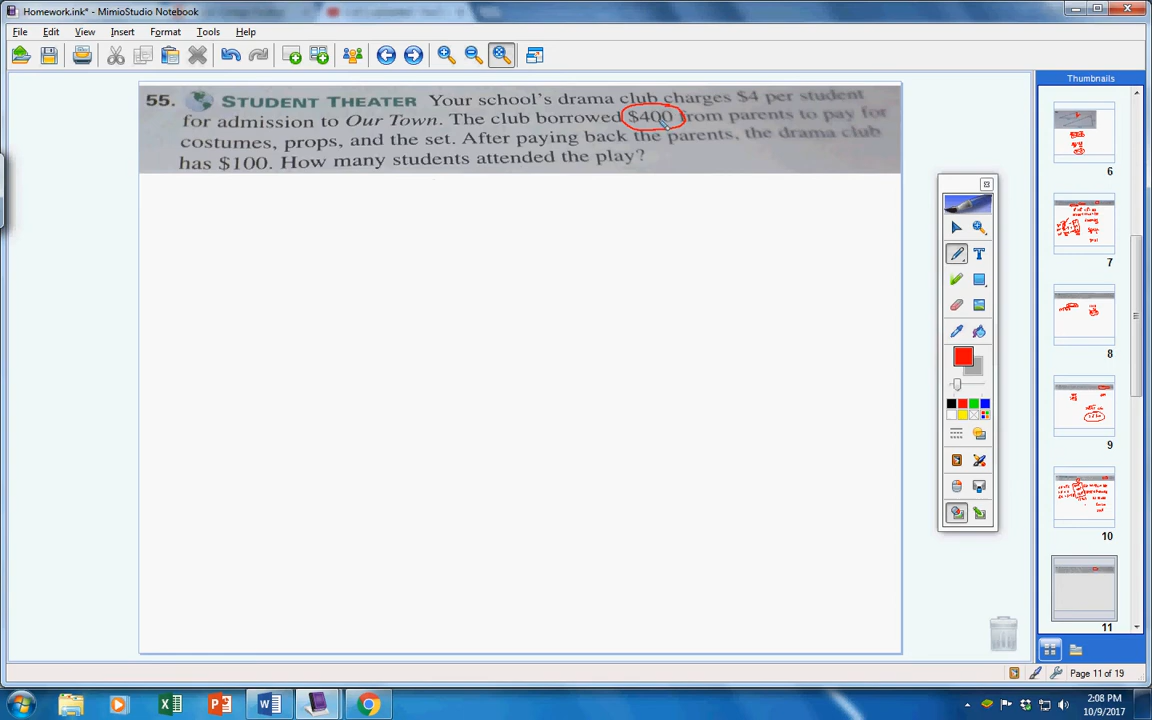 Homework.ink* - MimioStudio Notebook
File Edit View Insert Format Tools Help
55. STUDENT THEATER Your school's drama club charges $4 per student
for admission to Our Town. The club borrowed $400 from parents to pay for
costumes, props, and the set. After paying back the parents, the drama club
has $100. How many students attended the play?
Thumbnails
6
7
8
9
10
11
Page 11 of 19
2:08 PM
10/9/2017